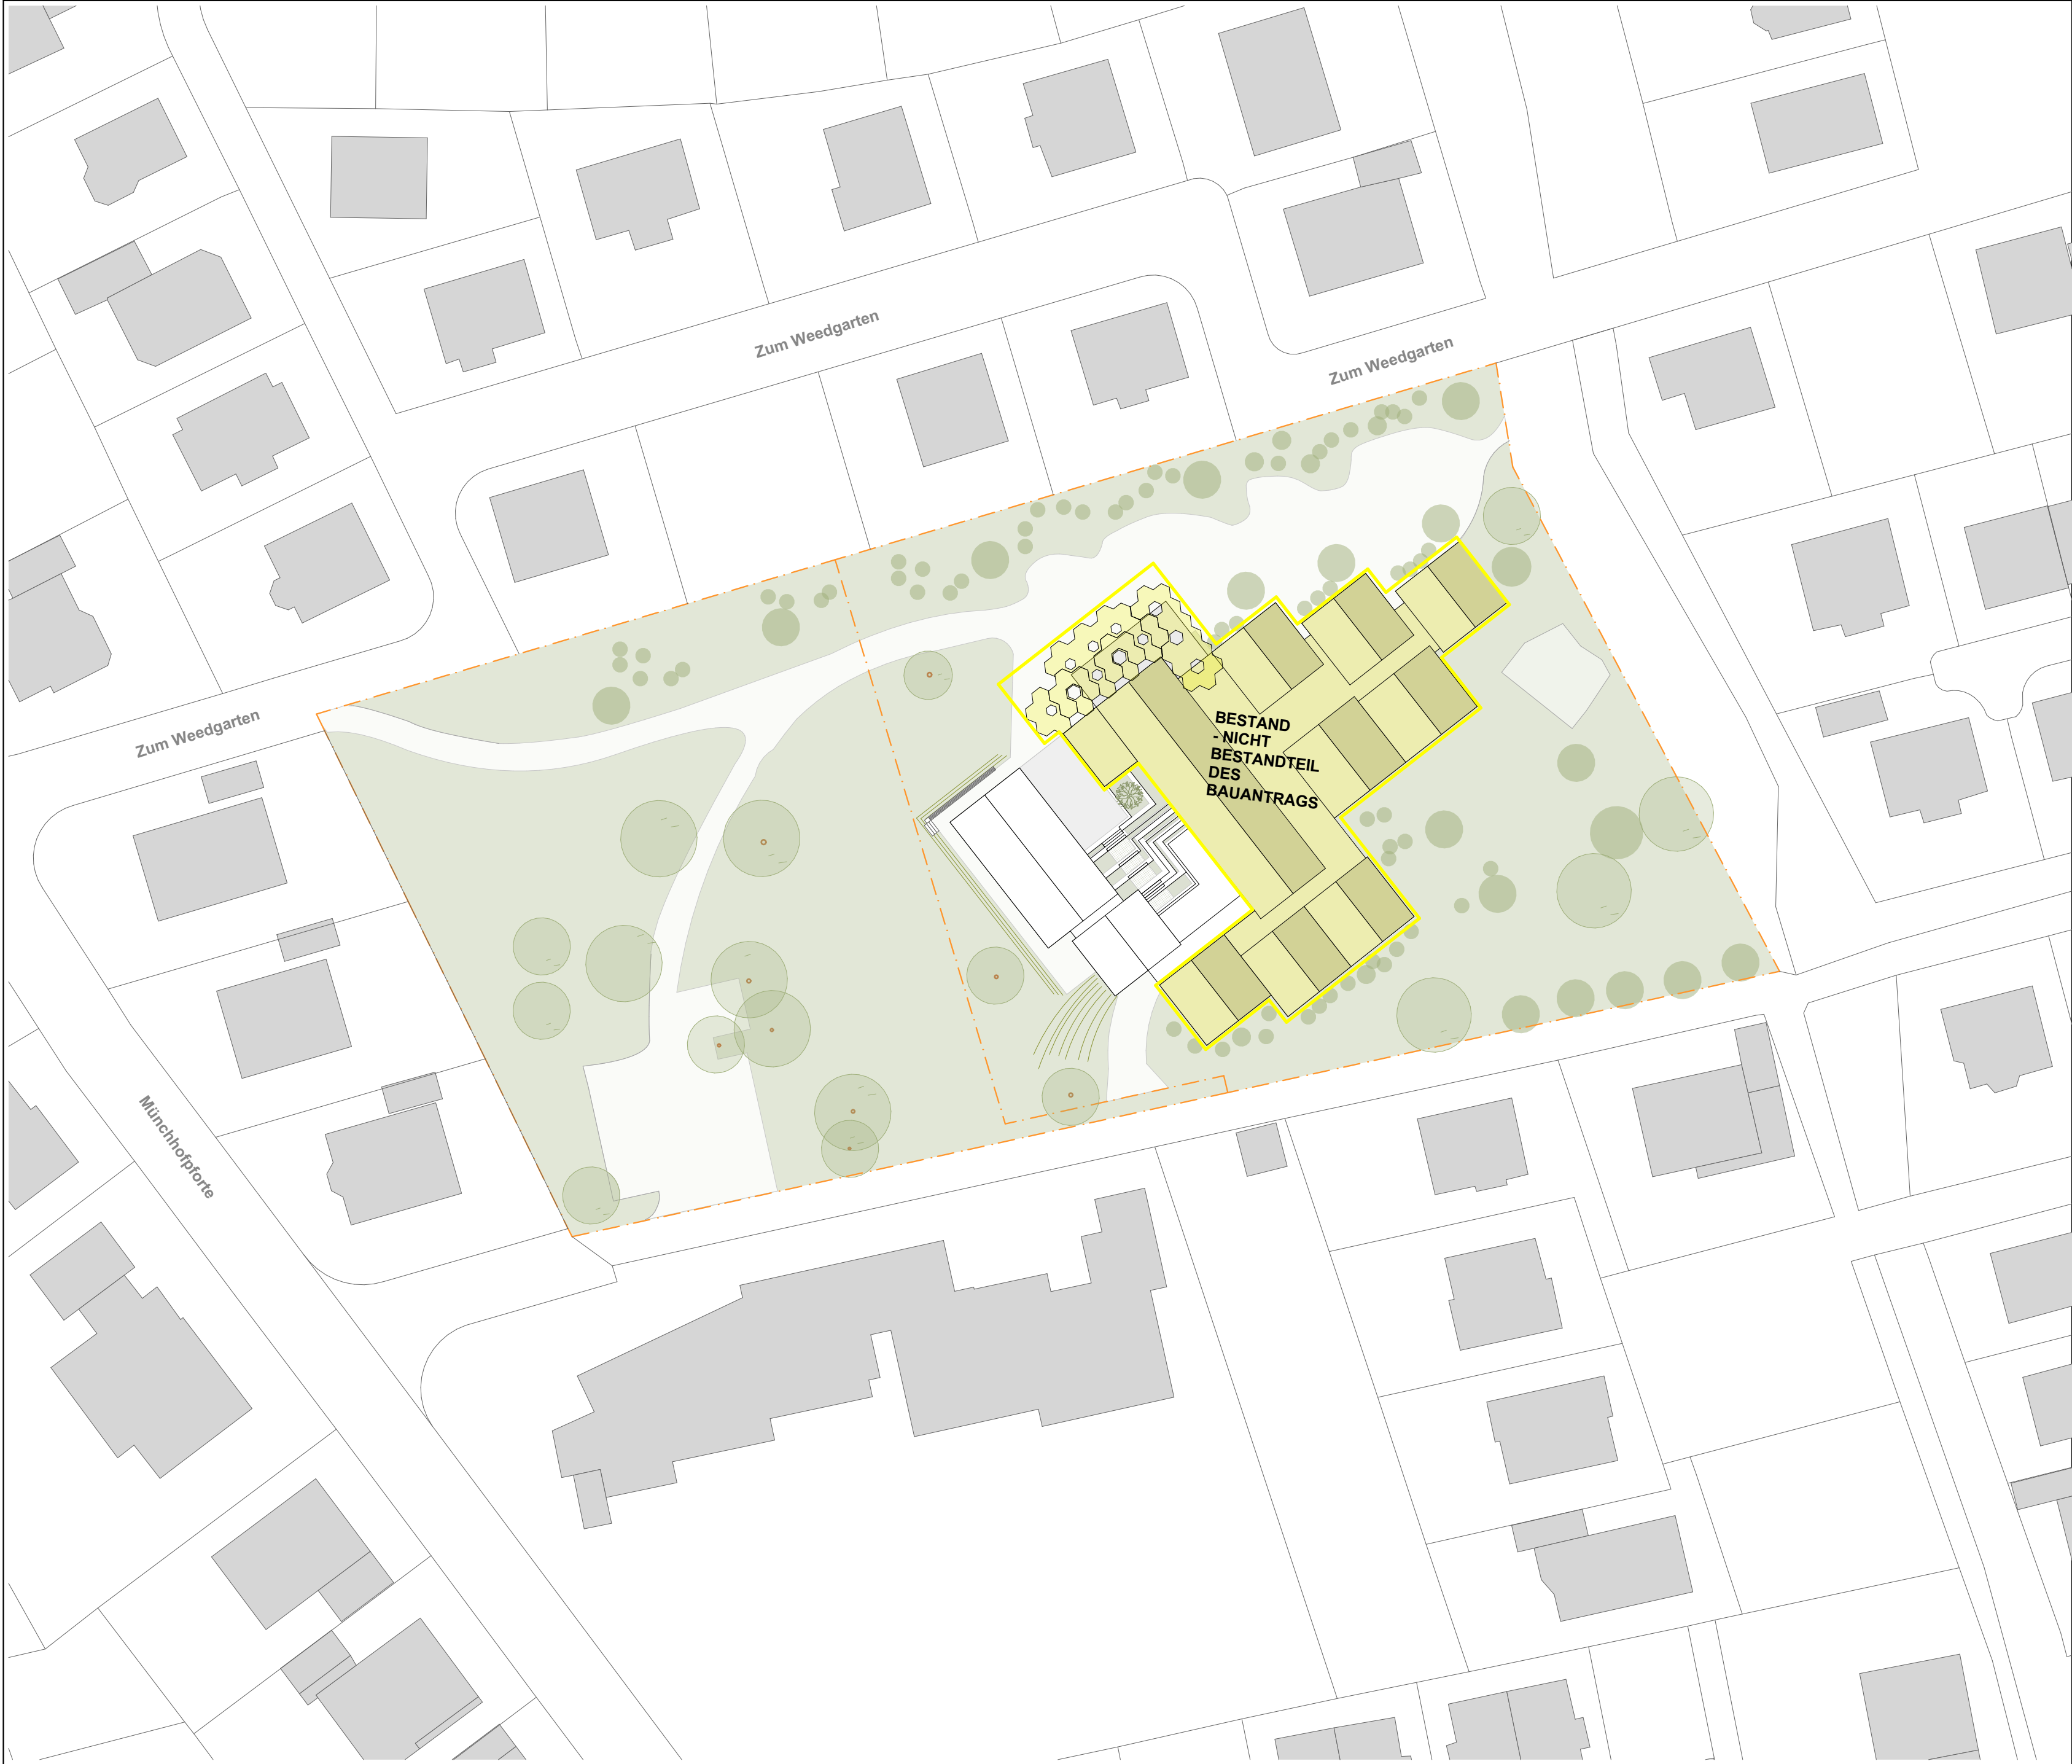 Zum Weedgarten
Zum Weedgarten
Zum Weedgarten
BESTAND
- NICHT
BESTANDTEIL
DES
BAUANTRAGS
Münchhofpforte